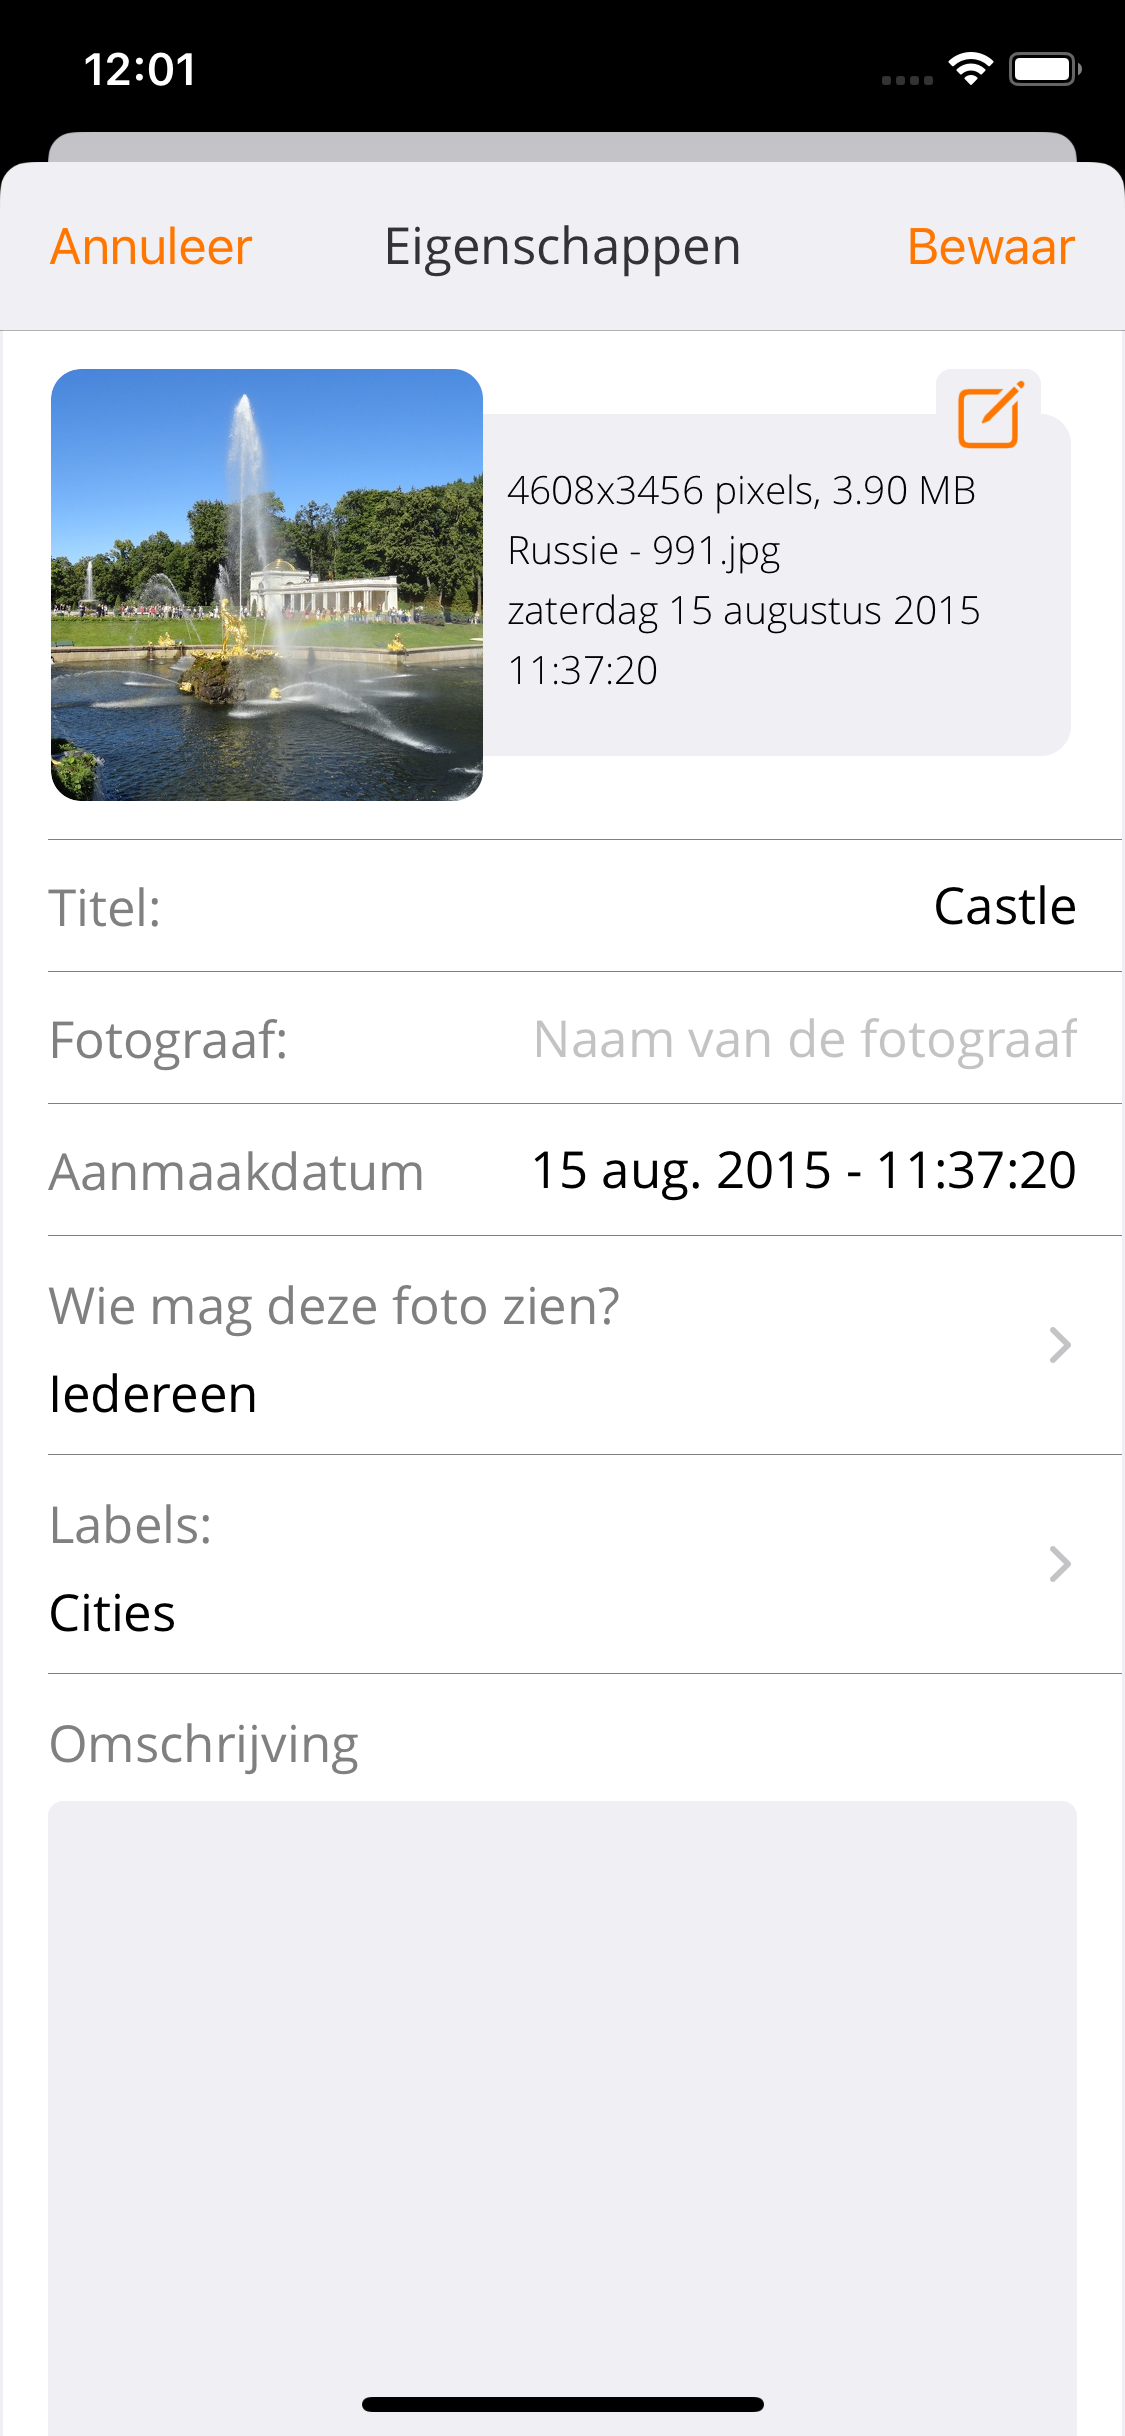 12:01
Annuleer
Eigenschappen
Bewaar
4608x3456 pixels, 3.90 MB
Russie - 991.jpg
zaterdag 15 augustus 2015
11:37:20
Titel:
Castle
Fotograaf:
Naam van de fotograaf
Aanmaakdatum
15 aug. 2015 - 11:37:20
Wie mag deze foto zien?
Iedereen
Labels:
Cities
Omschrijving